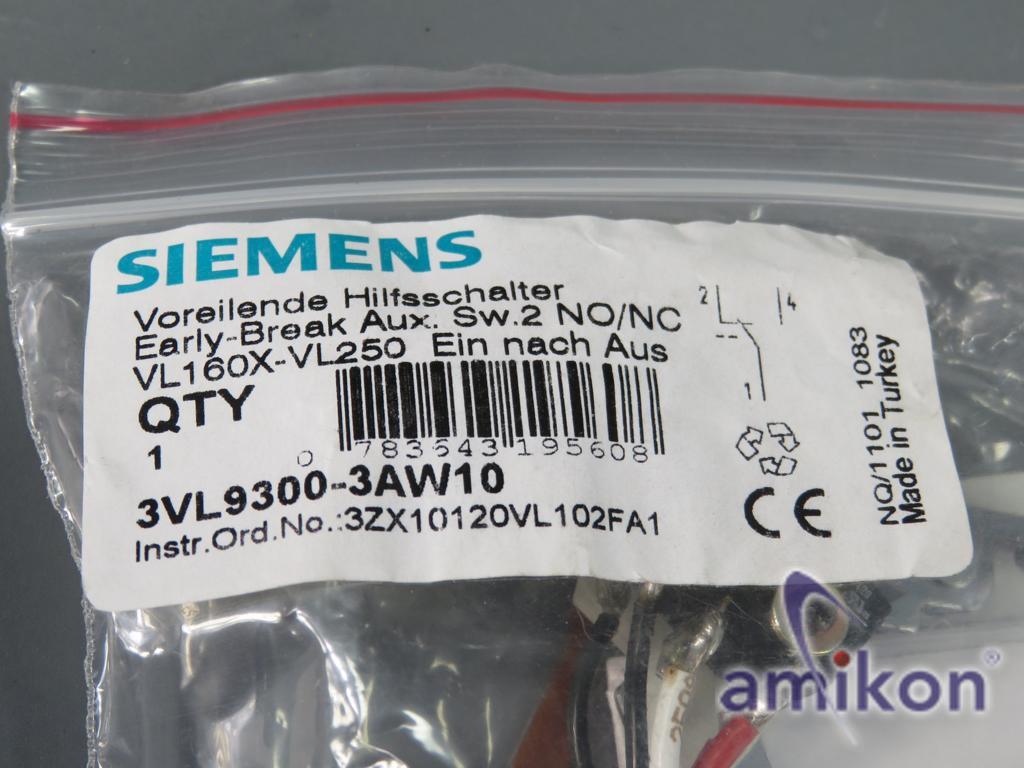 SIEMENS
Voreilende Hilfsschalter
Early-Break Aux. Sw.2 NO/NC
VL160X-VL250 Ein nach Aus
QTY
1
0 783643 195608
3VL9300-3AW10
Instr.Ord.No.:3ZX10120VL102FA1
2 4
1
CE
NQ/1101 1083
Made in Turkey
amikon®